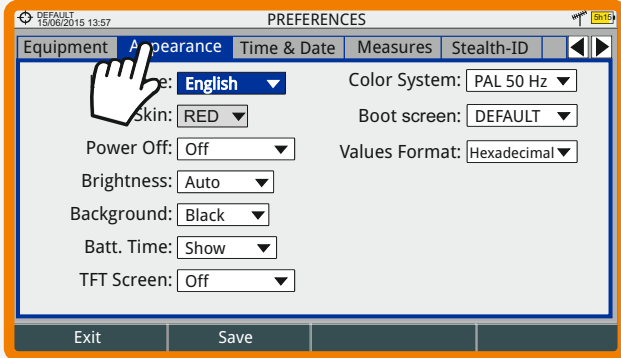 DEFAULT
15/06/2015 13:57
PREFERENCES
5h15
Equipment Appearance Time & Date Measures Stealth-ID
English
Color System: PAL 50 Hz
Skin: RED
Boot screen: DEFAULT
Power Off: Off
Values Format: Hexadecimal
Brightness: Auto
Background: Black
Batt. Time: Show
TFT Screen: Off
Exit Save